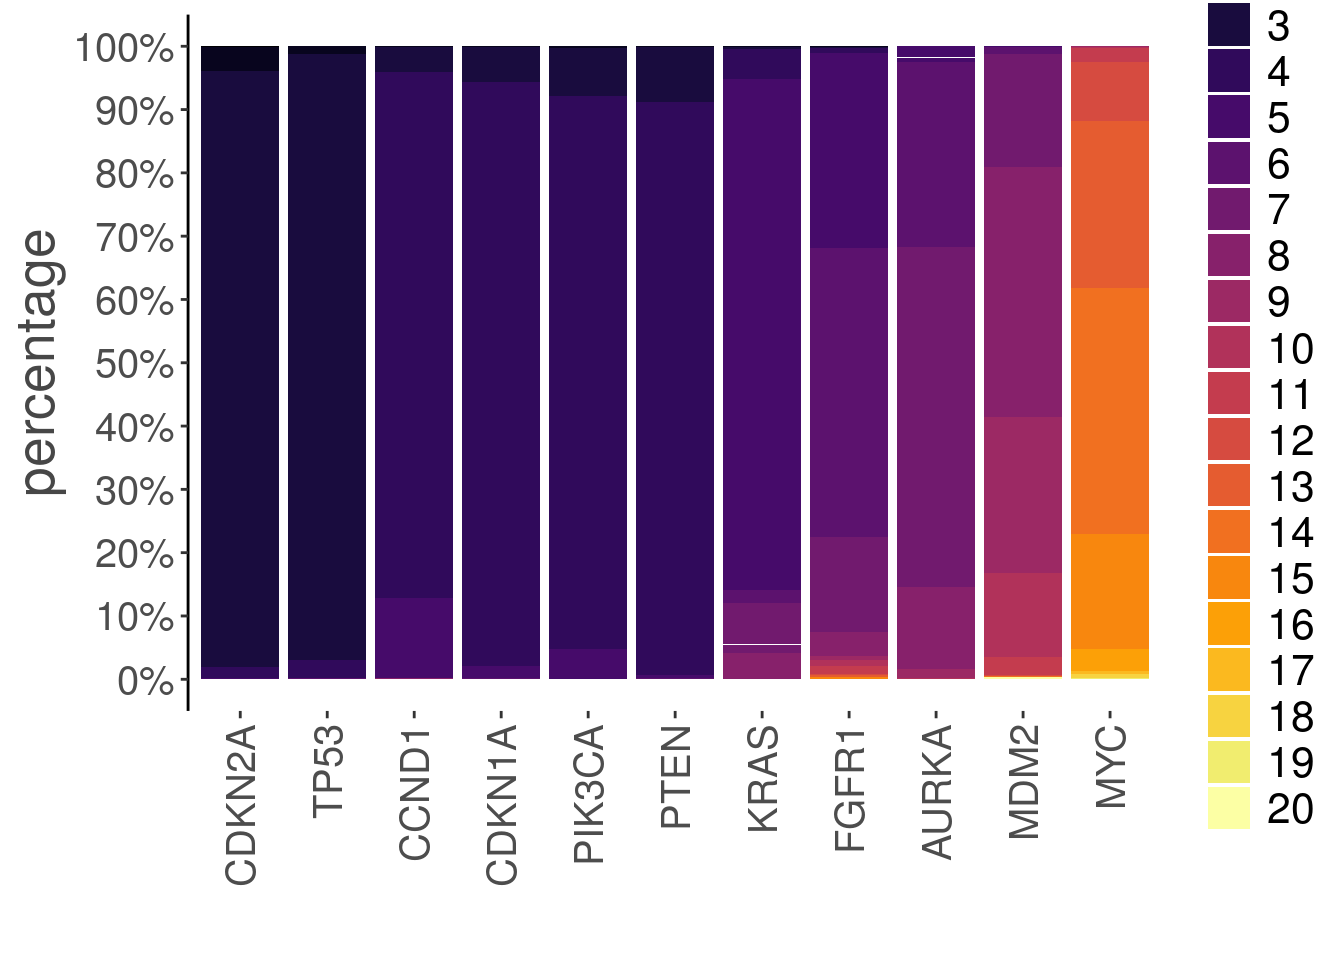 percentage
100%
90%
80%
70%
60%
50%
40%
30%
20%
10%
0%
CDKN2A
TP53
CCND1
CDKN1A
PIK3CA
PTEN
KRAS
FGFR1
AURKA
MDM2
MYC
3
4
5
6
7
8
9
10
11
12
13
14
15
16
17
18
19
20